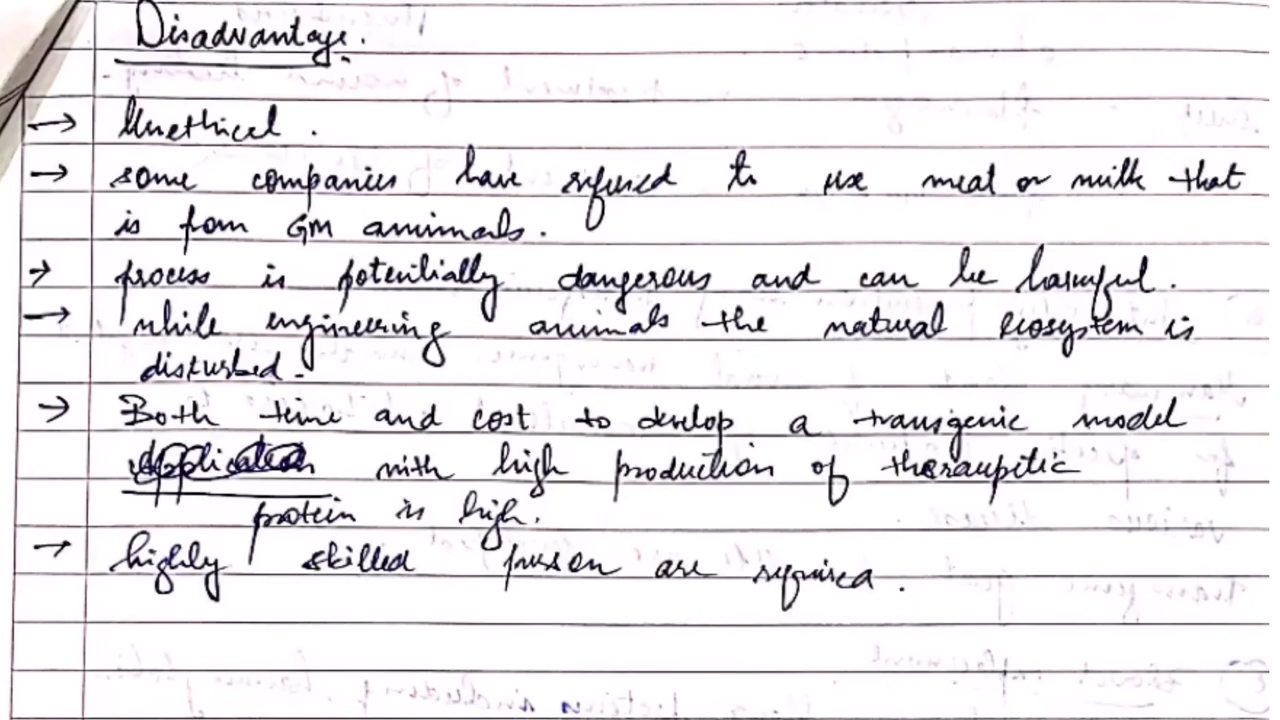 Disadvantage.
→ Unethical.
→ some companies have refused to use meat or milk that
is from GM animals.
→ process is potentially dangerous and can be harmful.
→ while engineering animals the natural ecosystem is
disturbed.
→ Both time and cost to develop a transgenic model
with high production of theraupitic
protein is high.
→ highly skilled person are required.